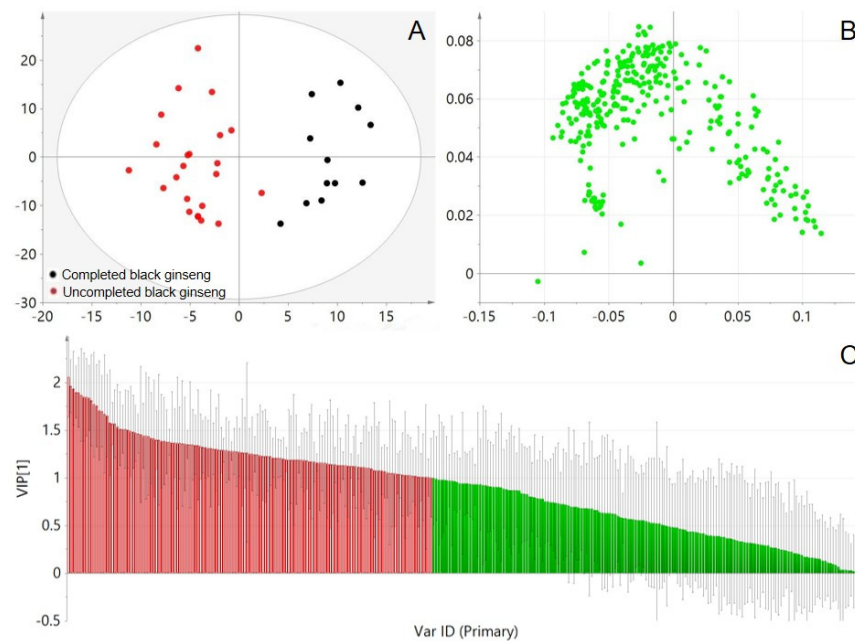 A
30
20
10
0
-10
-20
-30
-20 -15 -10 -5 0 5 10 15
Completed black ginseng
Uncompleted black ginseng
B
0.08
0.06
0.04
0.02
0
-0.15 -0.1 -0.05 0 0.05 0.1
C
2
1.5
1
0.5
0
-0.5
VIP[1]
Var ID (Primary)